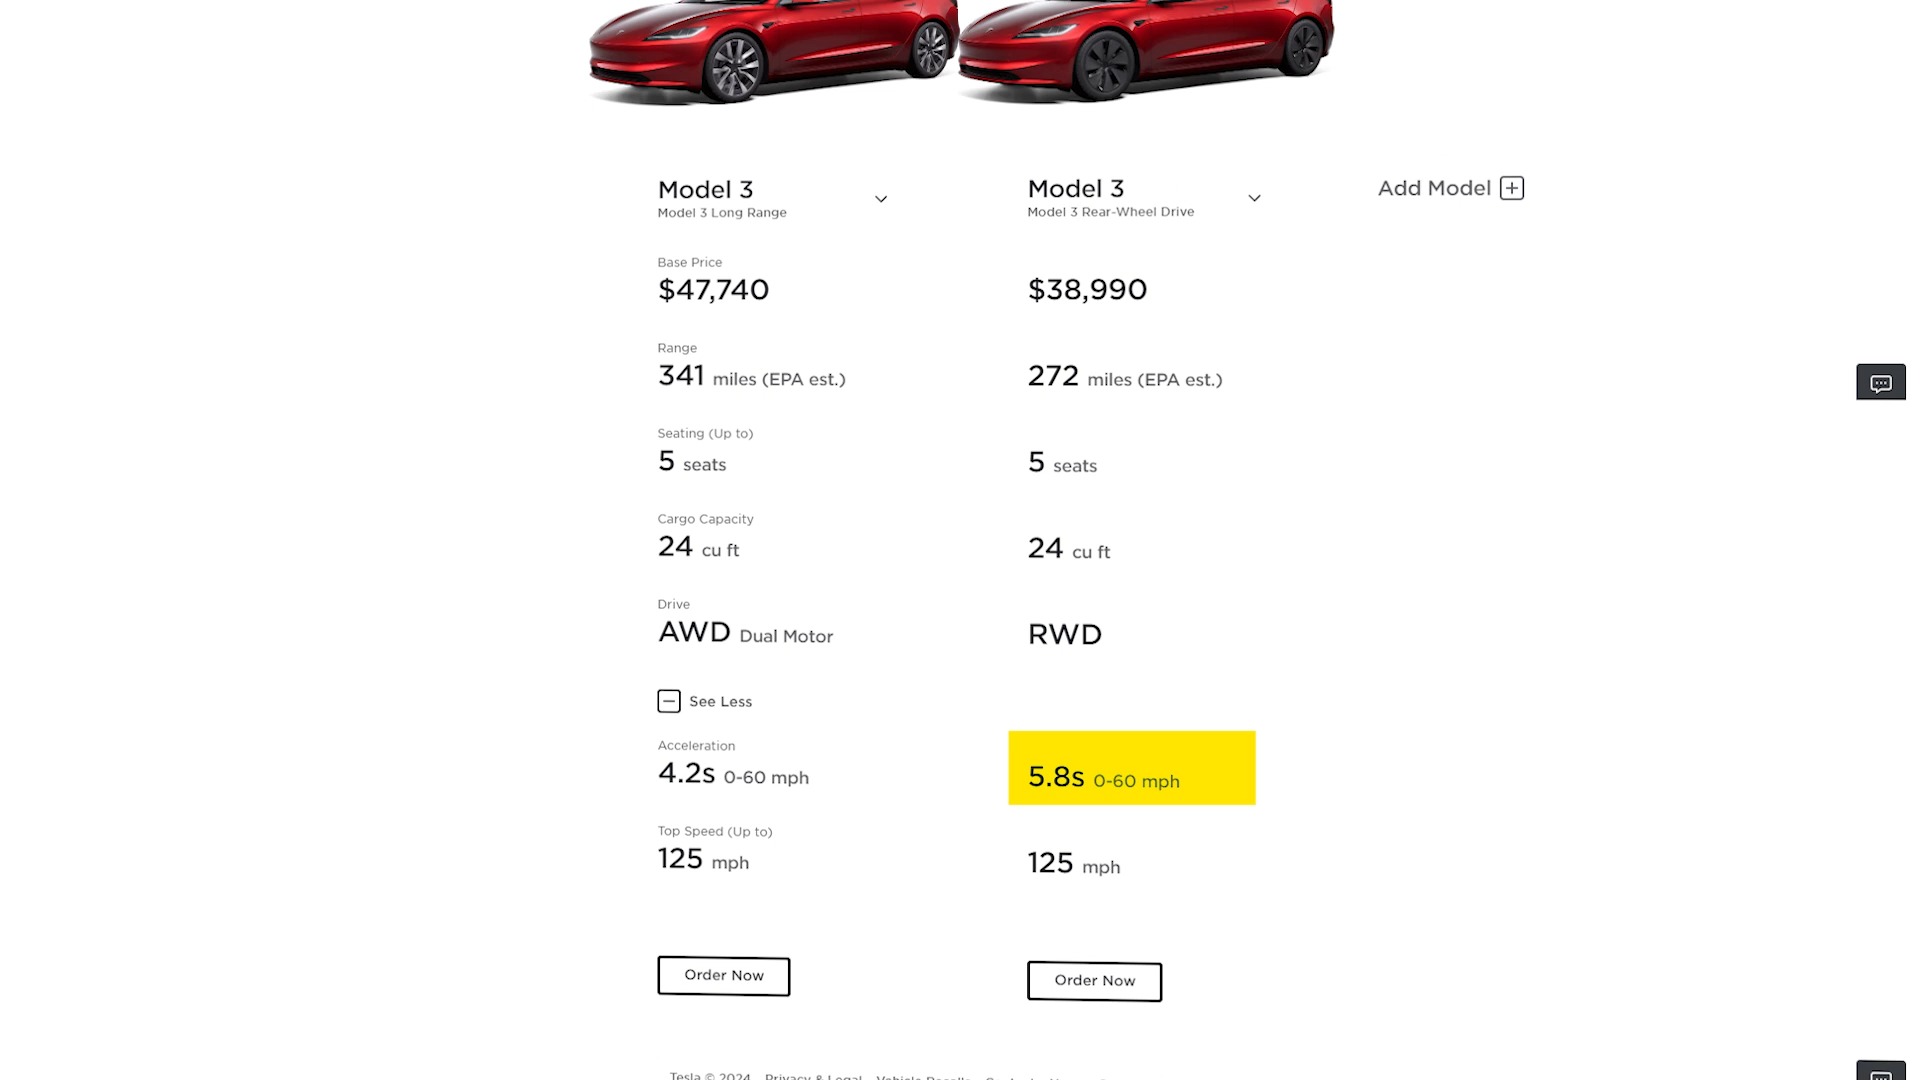 Model 3
Model 3 Long Range
Model 3
Model 3 Rear-Wheel Drive
Add Model
Base Price
$47,740
$38,990
Range
341 miles (EPA est.)
272 miles (EPA est.)
Seating (Up to)
5 seats
5 seats
Cargo Capacity
24 cu ft
24 cu ft
Drive
AWD Dual Motor
RWD
See Less
Acceleration
4.2s 0-60 mph
5.8s 0-60 mph
Top Speed (Up to)
125 mph
125 mph
Order Now
Order Now
Tesla © 2024 Privacy & Legal Vehicle Recalls